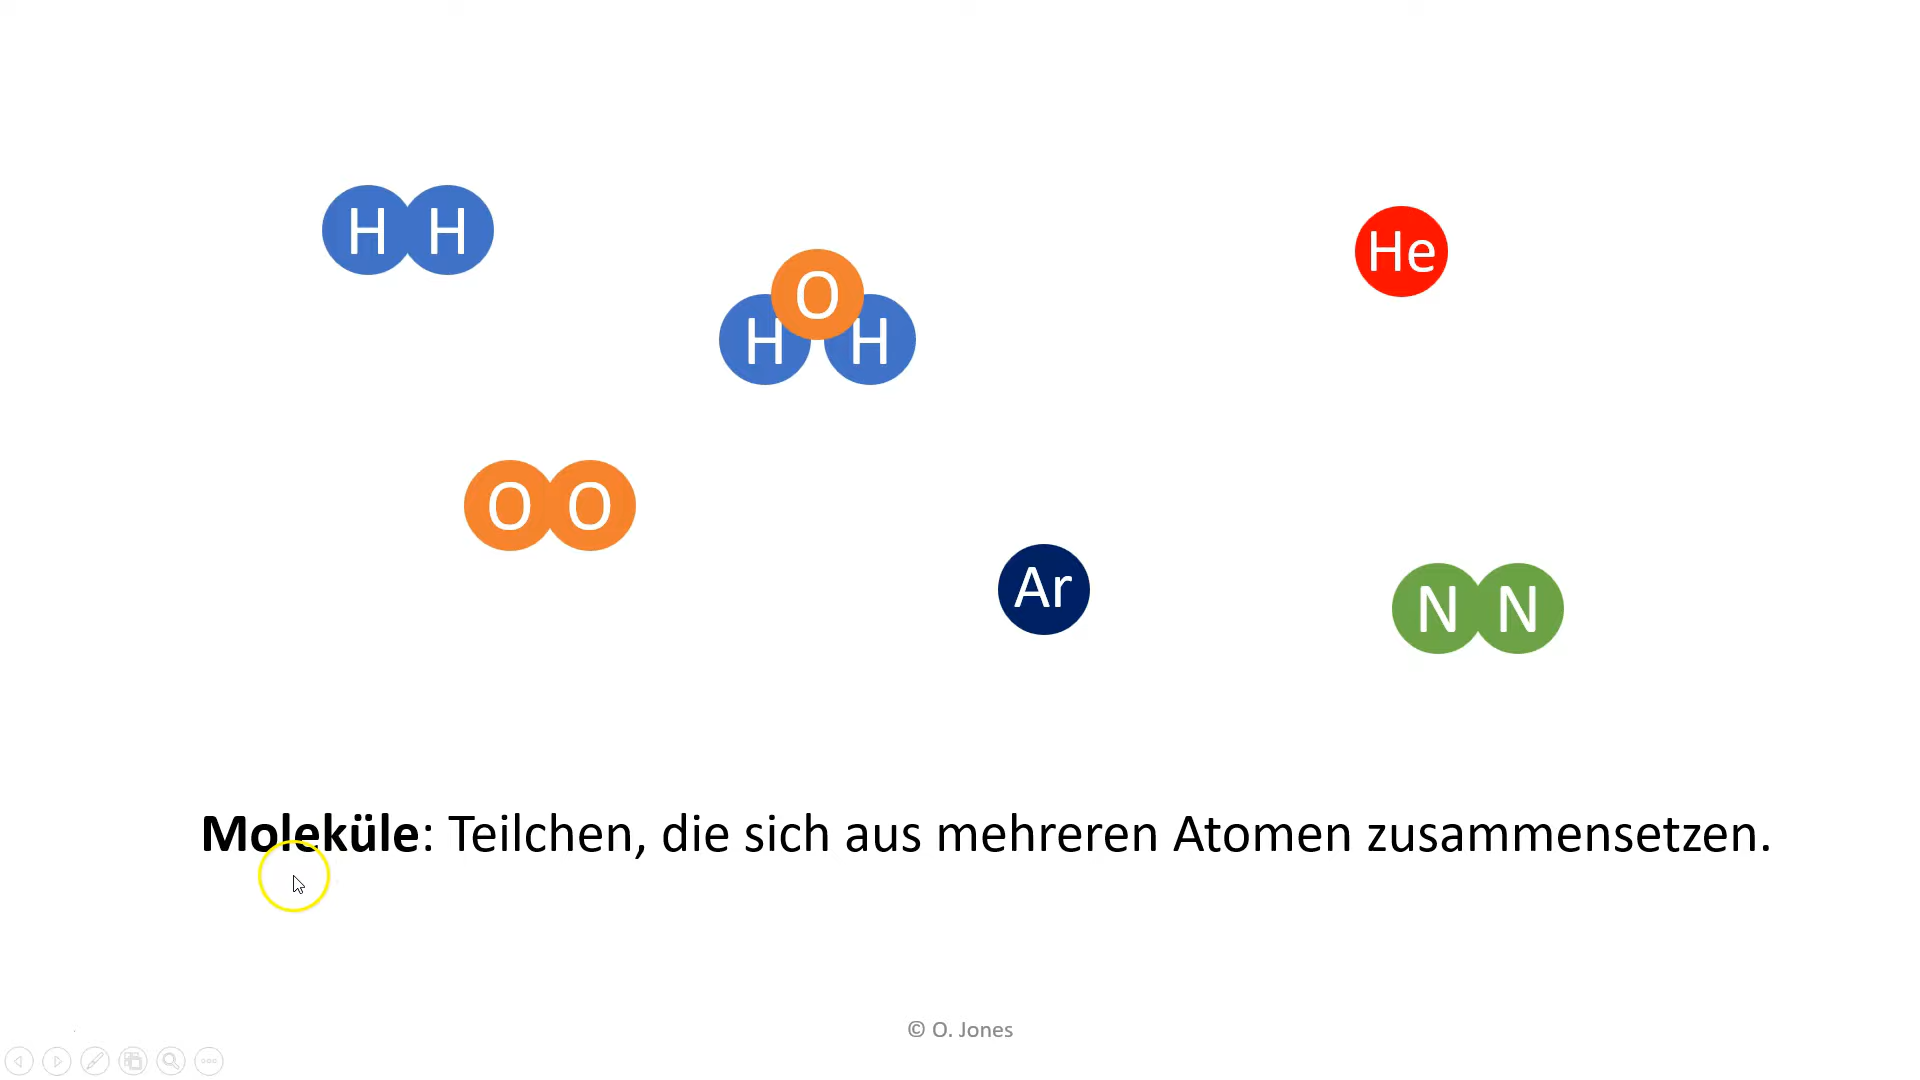 H H
He
O
H H
O O
Ar
N N
Moleküle: Teilchen, die sich aus mehreren Atomen zusammensetzen.
© O. Jones